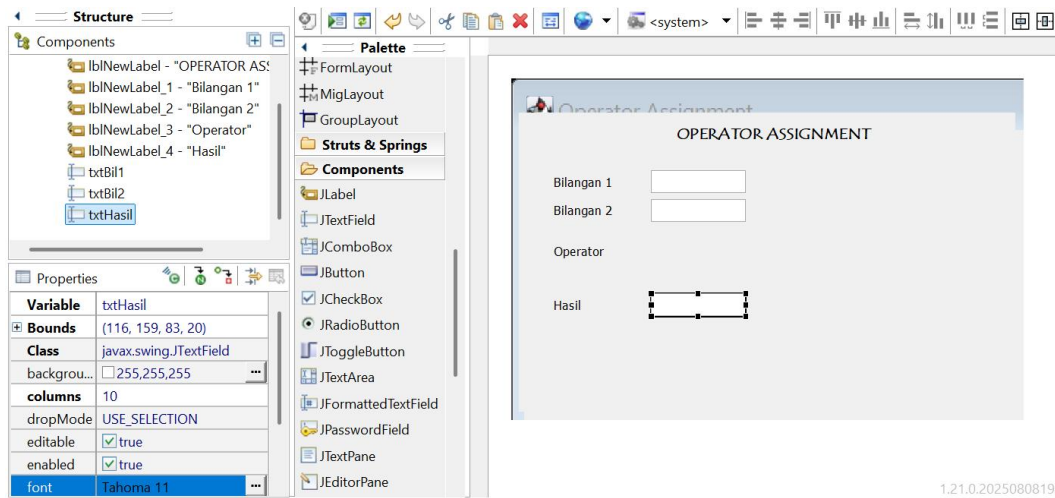 Structure
Components
lblNewLabel - "OPERATOR ASS
lblNewLabel_1 - "Bilangan 1"
lblNewLabel_2 - "Bilangan 2"
lblNewLabel_3 - "Operator"
lblNewLabel_4 - "Hasil"
txtBil1
txtBil2
txtHasil
Properties
Variable txtHasil
Bounds (116, 159, 83, 20)
Class javax.swing.JTextField
backgrou... 255,255,255 ...
columns 10
dropMode USE_SELECTION
editable true
enabled true
font Tahoma 11 ...
<system>
Palette
FormLayout
MigLayout
GroupLayout
Struts & Springs
Components
JLabel
JTextField
JComboBox
JButton
JCheckBox
JRadioButton
JToggleButton
JTextArea
JFormattedTextField
JPasswordField
JTextPane
JEditorPane
Operator Assignment
OPERATOR ASSIGNMENT
Bilangan 1
Bilangan 2
Operator
Hasil
1.21.0.2025080819